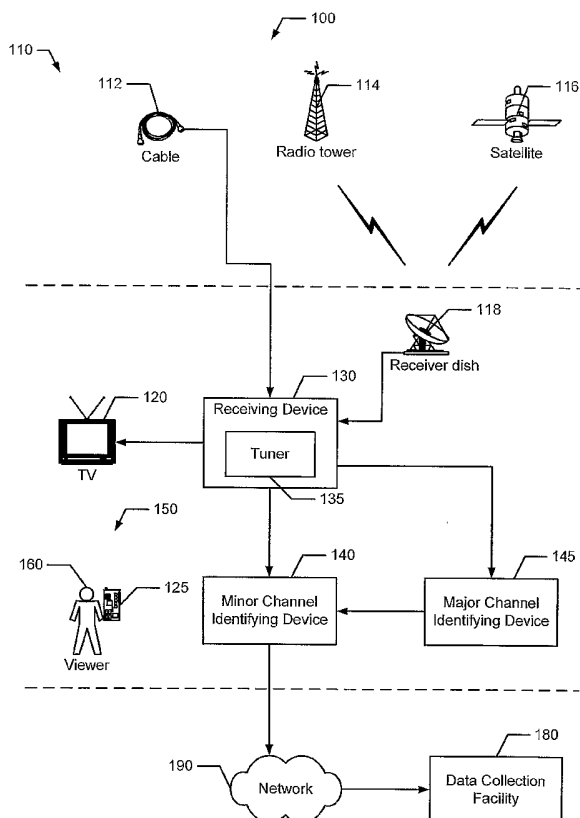 100
110
112
114
116
Cable
Radio tower
Satellite
118
Receiver dish
130
120
Receiving Device
Tuner
TV
135
150
140
145
160
125
Minor Channel
Identifying Device
Major Channel
Identifying Device
Viewer
190
180
Network
Data Collection
Facility